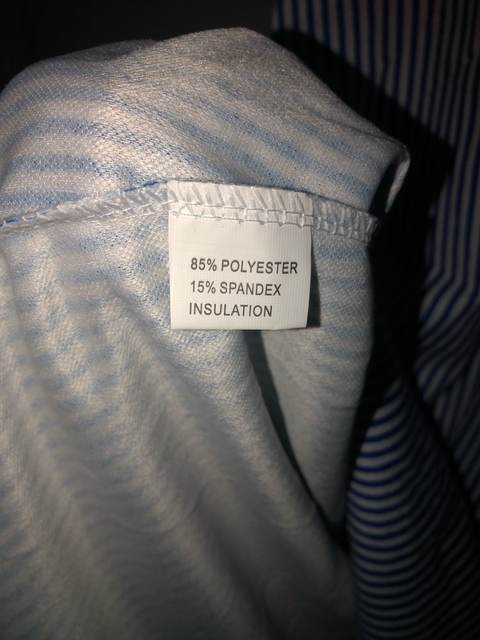 85% POLYESTER
15% SPANDEX
INSULATION